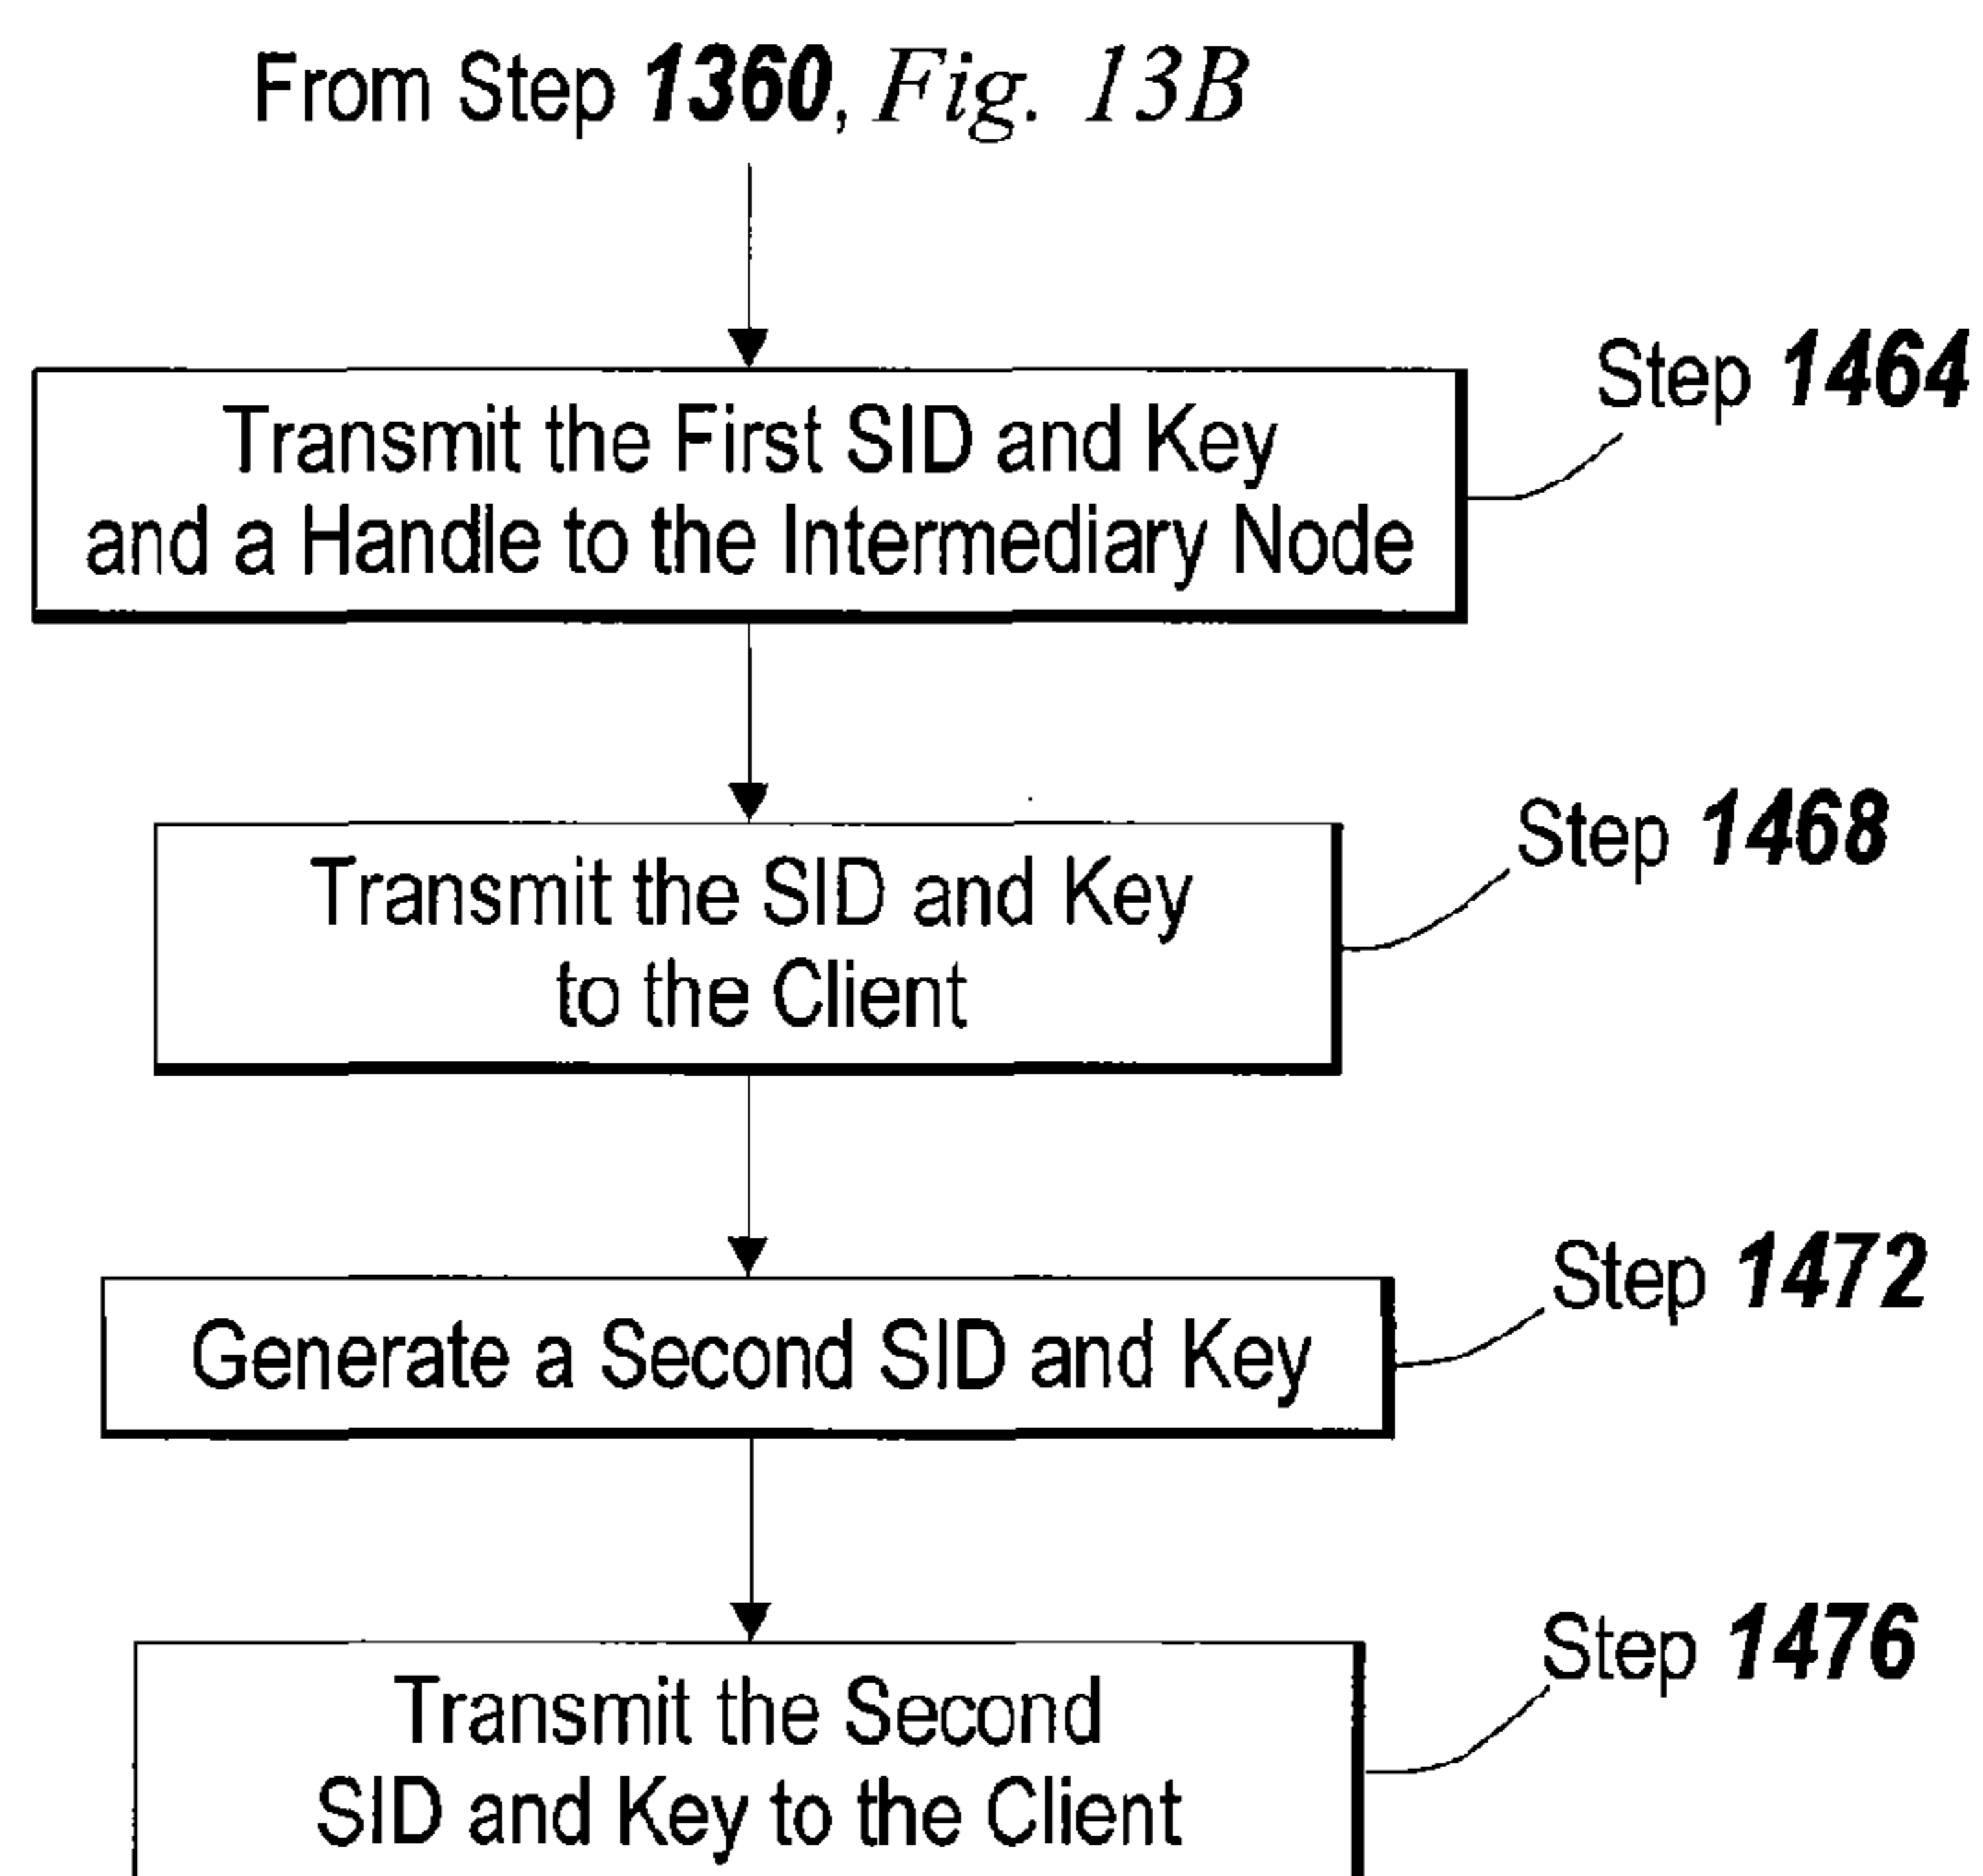 From Step 1360, Fig. 13B
Step 1464
Transmit the First SID and Key
and a Handle to the Intermediary Node
Step 1468
Transmit the SID and Key
to the Client
Step 1472
Generate a Second SID and Key
Step 1476
Transmit the Second
SID and Key to the Client